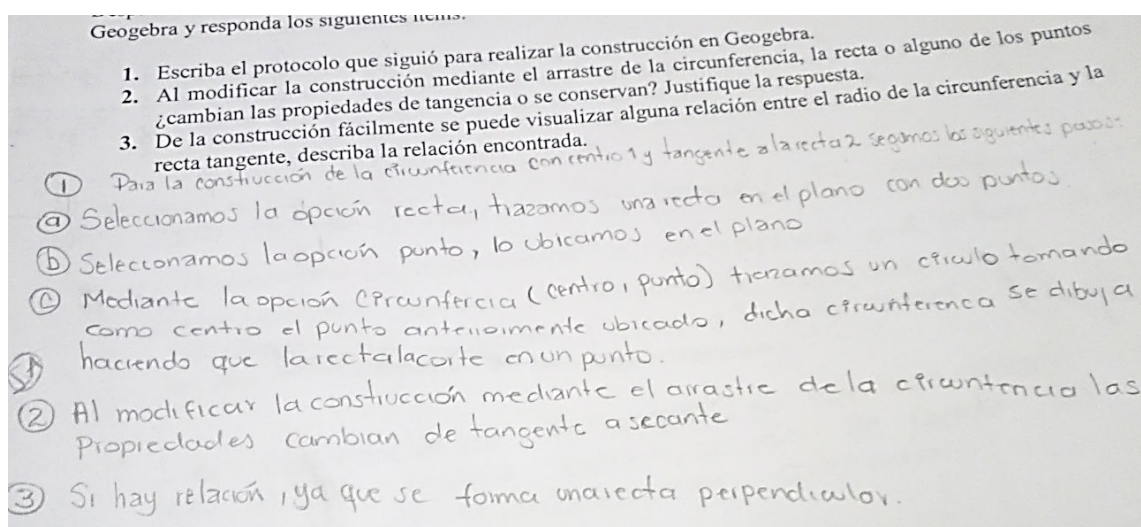 Geogebra y responda los siguientes ítems.
1. Escriba el protocolo que siguió para realizar la construcción en Geogebra.
2. Al modificar la construcción mediante el arrastre de la circunferencia, la recta o alguno de los puntos
¿cambian las propiedades de tangencia o se conservan? Justifique la respuesta.
3. De la construcción fácilmente se puede visualizar alguna relación entre el radio de la circunferencia y la
recta tangente, describa la relación encontrada.
① Para la construcción de la circunferencia con centro 1 y tangente a la recta 2 seguimos los siguientes pasos:
ⓐ Seleccionamos la opción recta, trazamos una recta en el plano con dos puntos.
ⓑ Seleccionamos la opción punto, lo ubicamos en el plano
ⓒ Mediante la opción circunfercia (centro, punto) trazamos un círculo tomando
como centro el punto anteriormente ubicado, dicha circunferenca se dibuja
haciendo que la recta la corte en un punto.
② Al modificar la construcción mediante el arrastre de la circunfencia las
Propiedades cambian de tangente a secante
③ Si hay relación, ya que se forma una recta perpendicular.